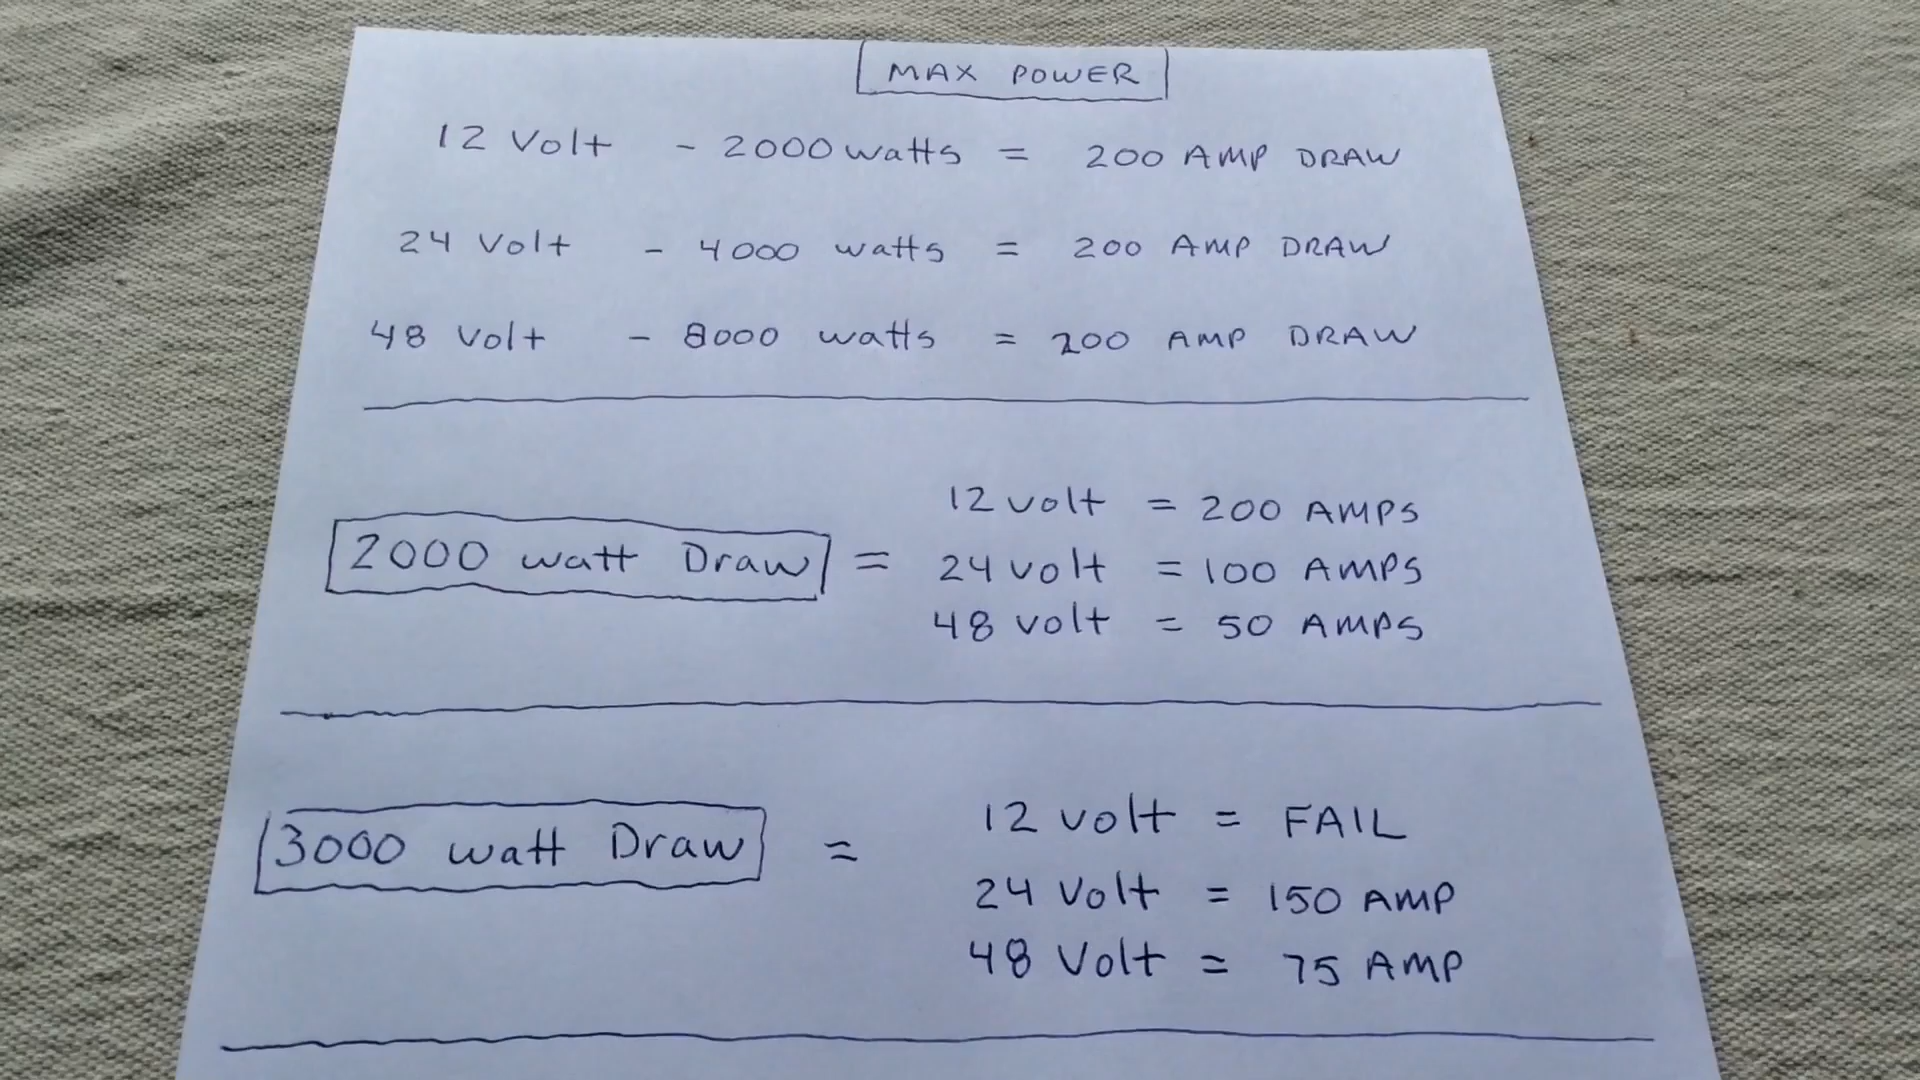 MAX POWER
12 Volt - 2000 watts = 200 AMP DRAW
24 Volt - 4000 watts = 200 AMP DRAW
48 Volt - 8000 watts = 200 AMP DRAW
12 volt = 200 AMPS
2000 watt Draw = 24 volt = 100 AMPS
48 volt = 50 AMPS
12 volt = FAIL
3000 watt Draw = 24 Volt = 150 AMP
48 Volt = 75 AMP